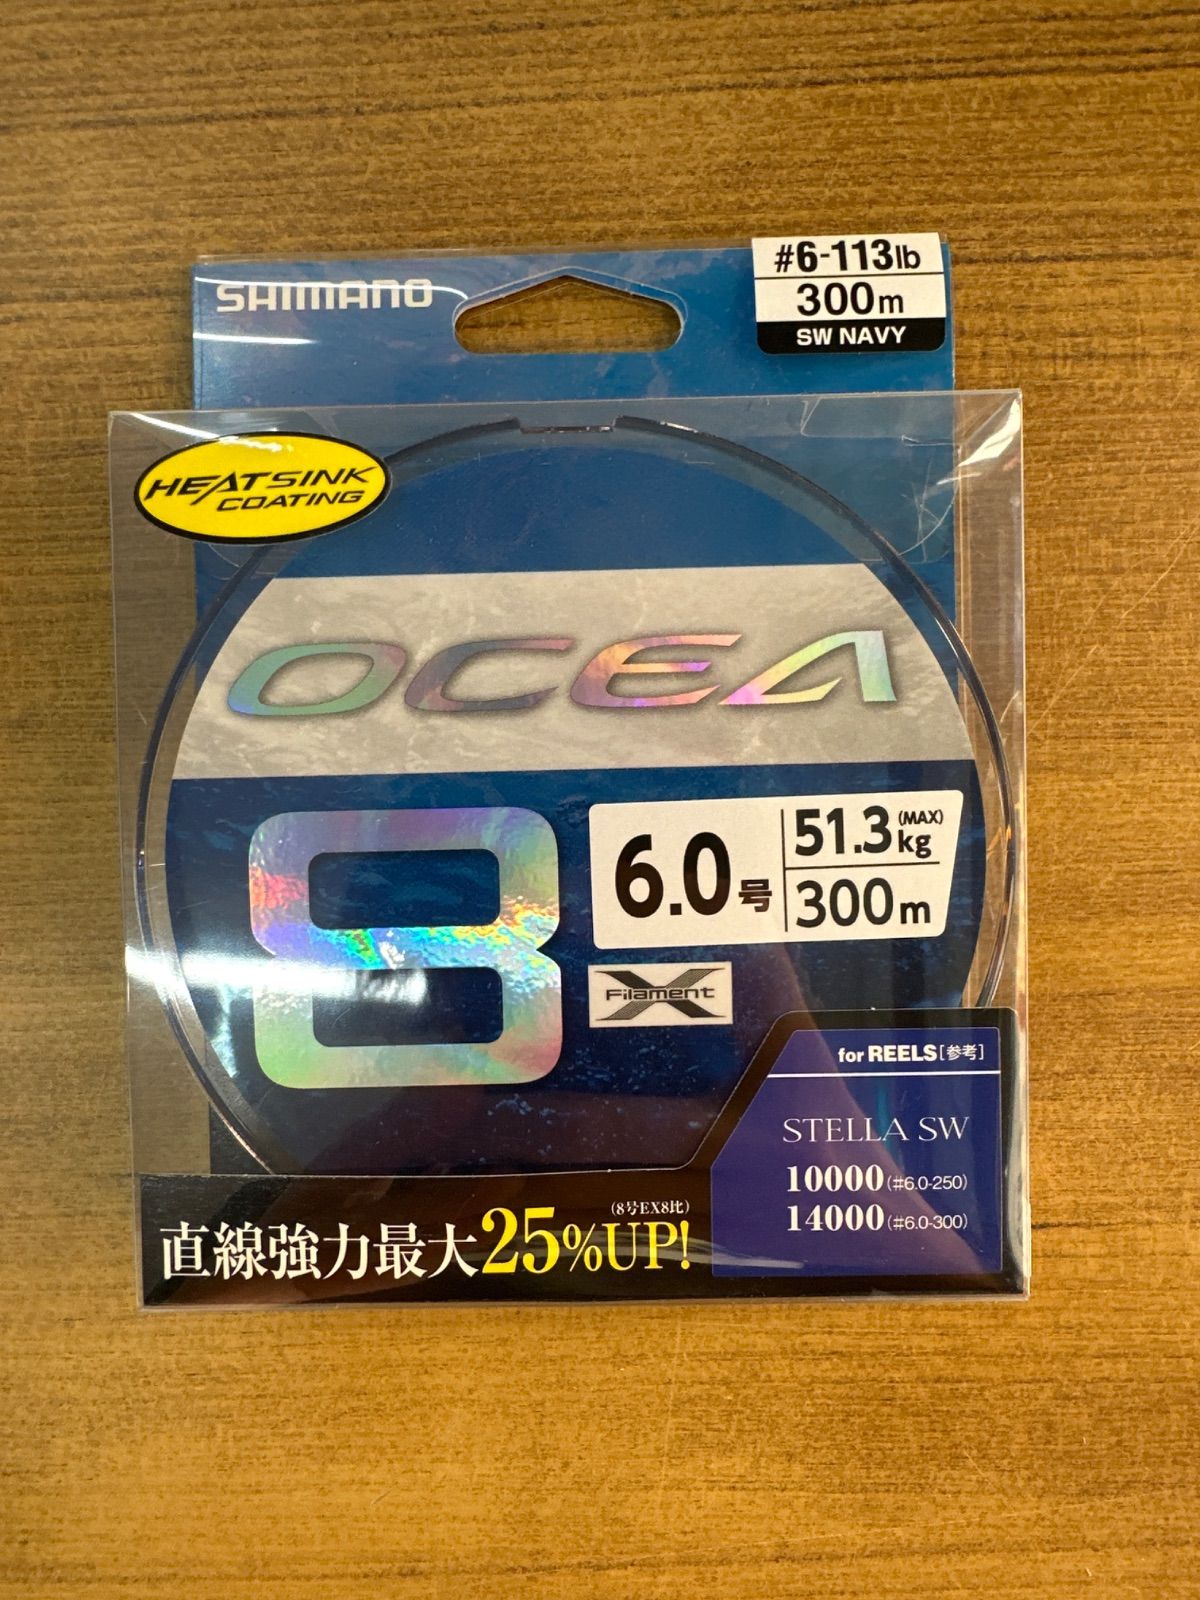 SHIMANO
#6-113lb
300m
SW NAVY
HEATSINK
COATING
OCEA
8
6.0号
51.3kg (MAX)
300m
X Filament
for REELS[参考]
STELLA SW
10000(#6.0-250)
14000(#6.0-300)
(8号EX8比)
直線強力最大25%UP!